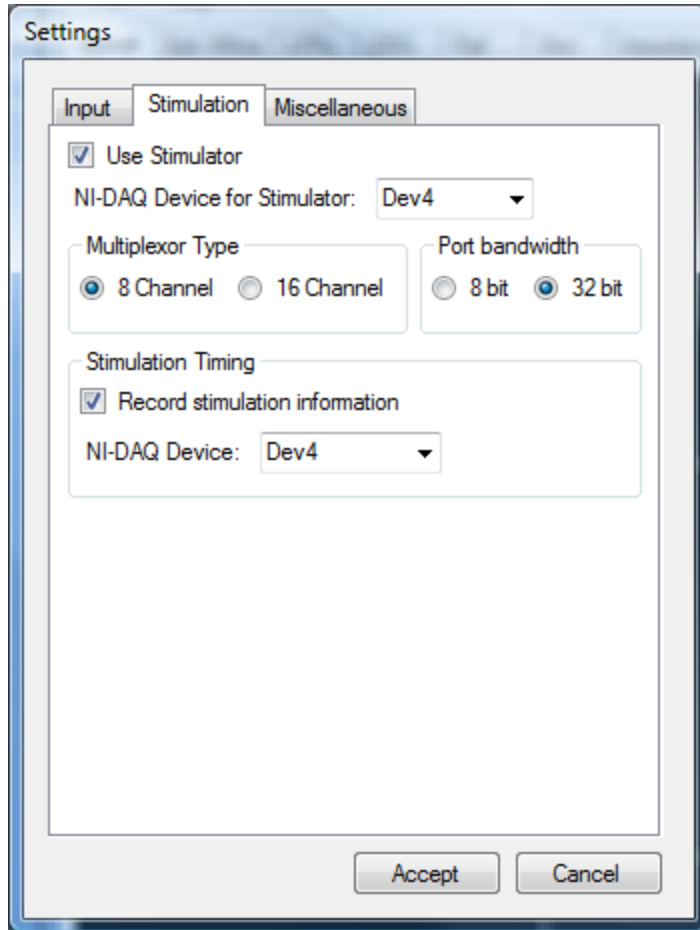 Settings
Input Stimulation Miscellaneous
Use Stimulator
NI-DAQ Device for Stimulator: Dev4
Multiplexor Type Port bandwidth
8 Channel 16 Channel 8 bit 32 bit
Stimulation Timing
Record stimulation information
NI-DAQ Device: Dev4
Accept Cancel